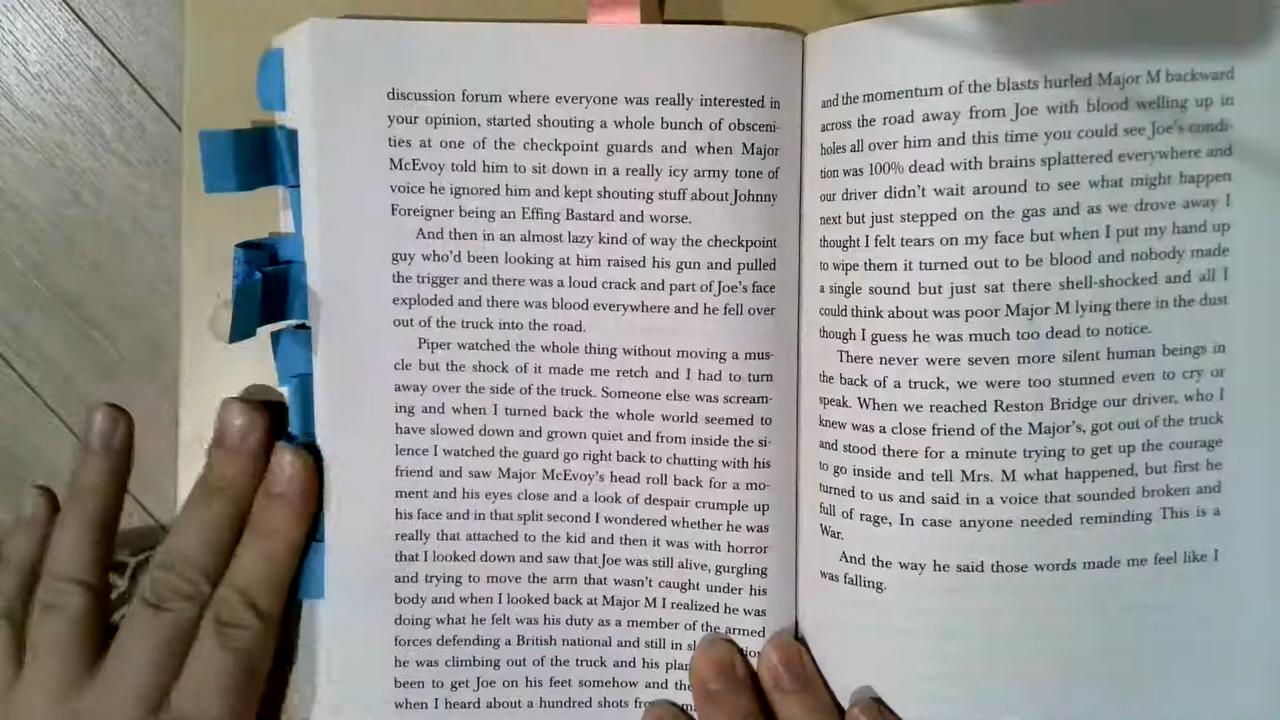 discussion forum where everyone was really interested in
your opinion, started shouting a whole bunch of obsceni-
ties at one of the checkpoint guards and when Major
McEvoy told him to sit down in a really icy army tone of
voice he ignored him and kept shouting stuff about Johnny
Foreigner being an Effing Bastard and worse.
And then in an almost lazy kind of way the checkpoint
guy who'd been looking at him raised his gun and pulled
the trigger and there was a loud crack and part of Joe's face
exploded and there was blood everywhere and he fell over
out of the truck into the road.
Piper watched the whole thing without moving a mus-
cle but the shock of it made me retch and I had to turn
away over the side of the truck. Someone else was scream-
ing and when I turned back the whole world seemed to
have slowed down and grown quiet and from inside the si-
lence I watched the guard go right back to chatting with his
friend and saw Major McEvoy's head roll back for a mo-
ment and his eyes close and a look of despair crumple up
his face and in that split second I wondered whether he was
really that attached to the kid and then it was with horror
that I looked down and saw that Joe was still alive, gurgling
and trying to move the arm that wasn't caught under his
body and when I looked back at Major M I realized he was
doing what he felt was his duty as a member of the armed
forces defending a British national and still in
he was climbing out of the truck and his
been to get Joe on his feet somehow and
when I heard about a hundred shots
and the momentum of the blasts hurled Major M backward
across the road away from Joe with blood welling up in
holes all over him and this time you could see Joe's condi-
tion was 100% dead with brains splattered everywhere and
our driver didn't wait around to see what might happen
next but just stepped on the gas and as we drove away I
thought I felt tears on my face but when I put my hand up
to wipe them it turned out to be blood and nobody made
a single sound but just sat there shell-shocked and all I
could think about was poor Major M lying there in the dust
though I guess he was much too dead to notice.
There never were seven more silent human beings in
the back of a truck, we were too stunned even to cry or
speak. When we reached Reston Bridge our driver, who I
knew was a close friend of the Major's, got out of the truck
and stood there for a minute trying to get up the courage
to go inside and tell Mrs. M what happened, but first he
turned to us and said in a voice that sounded broken and
full of rage, In case anyone needed reminding This is a
War.
And the way he said those words made me feel like I
was falling.